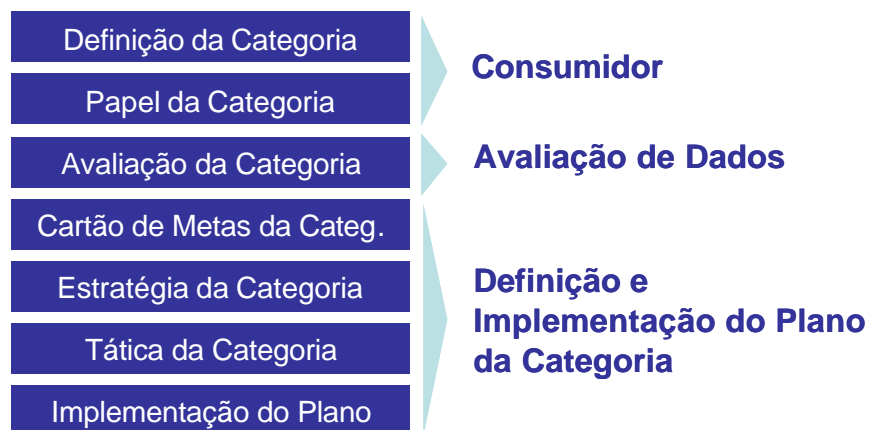 Definição da Categoria
Papel da Categoria
Consumidor
Avaliação da Categoria
Avaliação de Dados
Cartão de Metas da Categ.
Estratégia da Categoria
Tática da Categoria
Implementação do Plano
Definição e
Implementação do Plano
da Categoria